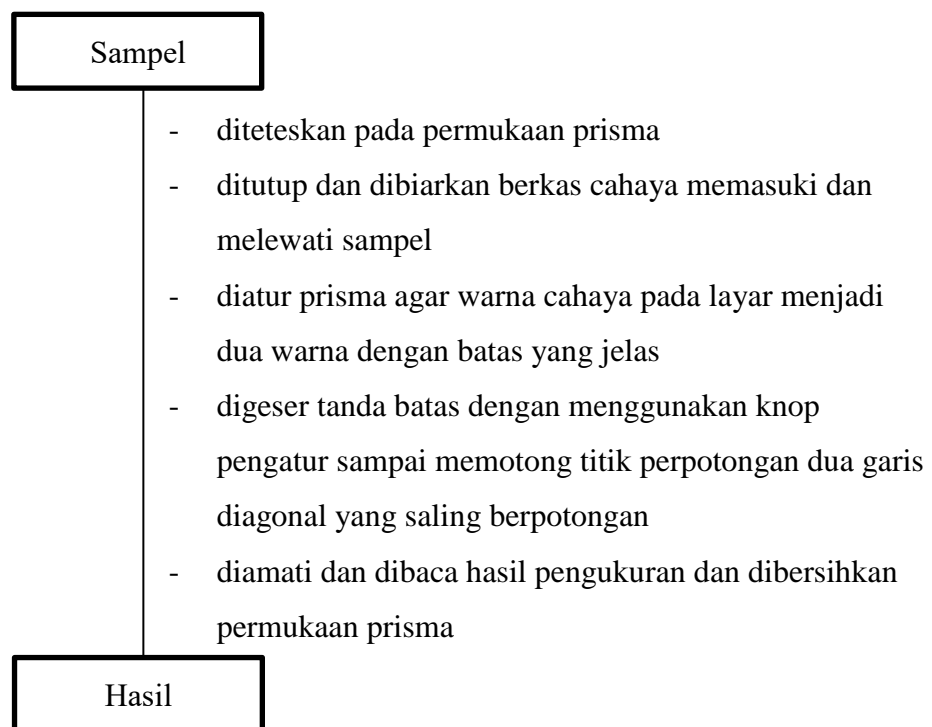 Sampel
- diteteskan pada permukaan prisma
- ditutup dan dibiarkan berkas cahaya memasuki dan
melewati sampel
- diatur prisma agar warna cahaya pada layar menjadi
dua warna dengan batas yang jelas
- digeser tanda batas dengan menggunakan knop
pengatur sampai memotong titik perpotongan dua garis
diagonal yang saling berpotongan
- diamati dan dibaca hasil pengukuran dan dibersihkan
permukaan prisma
Hasil